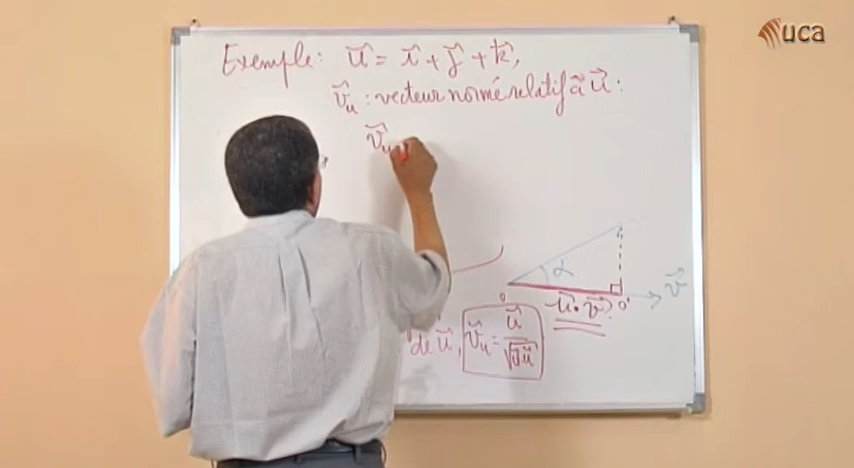 uca
Exemple: u⃗ = i⃗ + j⃗ + k⃗,
v⃗ᵤ : vecteur normé relatif à u⃗ :
v⃗ᵤ
α
v⃗
o
u⃗·v⃗
o'
de u⃗, v⃗ᵤ = u⃗/√u⃗u⃗